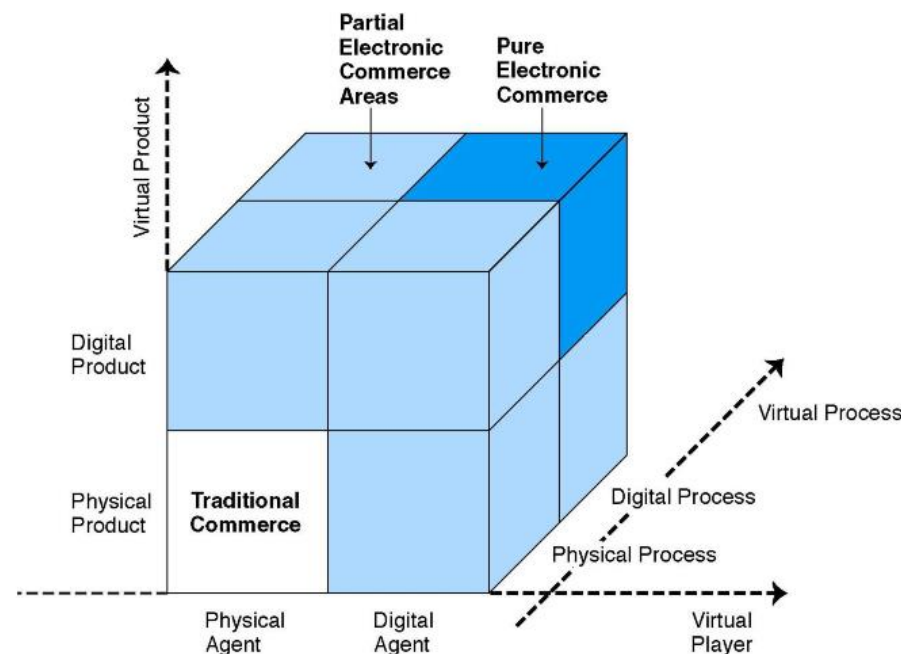 Partial
Electronic
Commerce
Areas
Pure
Electronic
Commerce
Virtual Product
Digital
Product
Virtual Process
Physical
Product
Traditional
Commerce
Digital Process
Physical Process
Physical
Agent
Digital
Agent
Virtual
Player